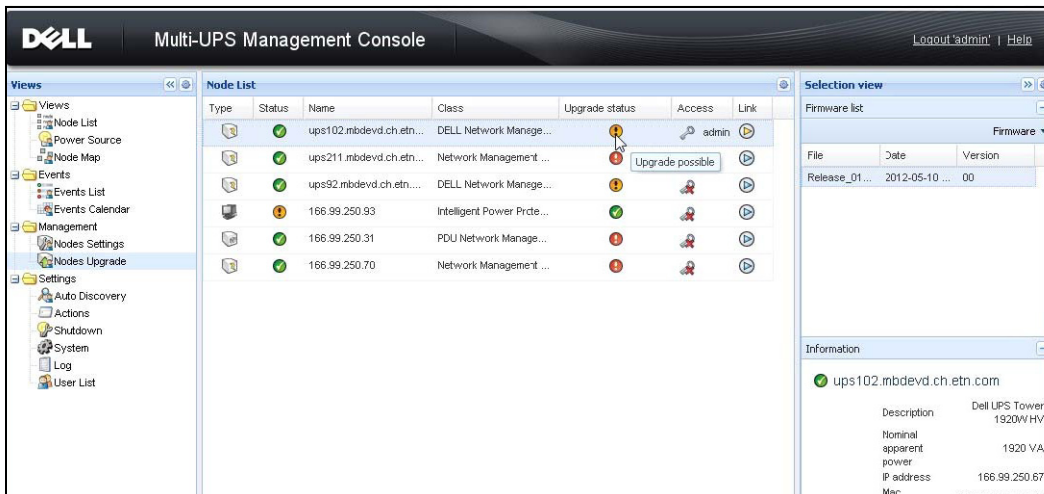 DELL
Multi-UPS Management Console
Logout 'admin' | Help
Views
Views
Node List
Power Source
Node Map
Events
Events List
Events Calendar
Management
Nodes Settings
Nodes Upgrade
Settings
Auto Discovery
Actions
Shutdown
System
Log
User List
Node List
Type Status Name Class Upgrade status Access Link
ups102.mbdevd.ch.etn... DELL Network Manage... admin
ups211.mbdevd.ch.etn... Network Management ...
Upgrade possible
ups92.mbdevd.ch.etn.... DELL Network Manage...
166.99.250.93 Intelligent Power Prote...
166.99.250.31 PDU Network Manage...
166.99.250.70 Network Management ...
Selection view
Firmware list
Firmware
File Date Version
Release_01... 2012-05-10 ... 00
Information
ups102.mbdevd.ch.etn.com
Description Dell UPS Tower
1920W HV
Nominal
apparent 1920 VA
power
IP address 166.99.250.67
Mac